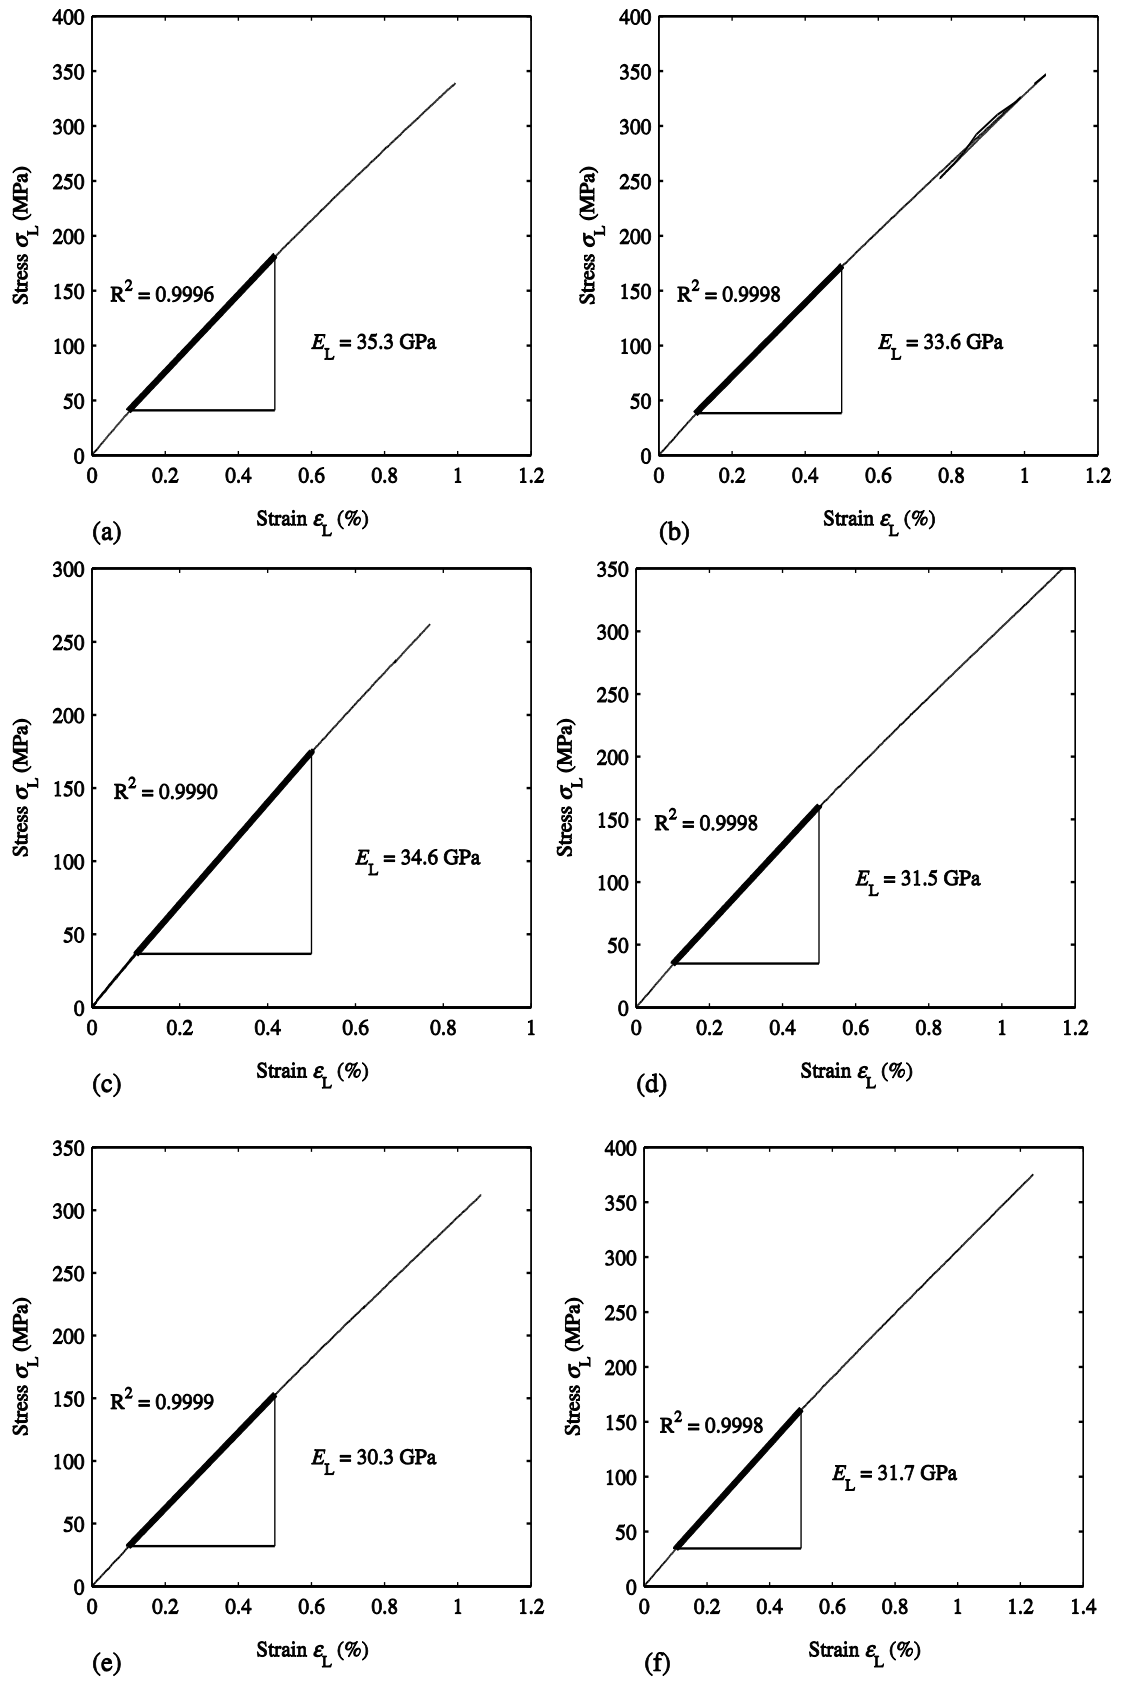 400
350
300
250
200
150
100
50
0
Stress σL (MPa)
R2 = 0.9996
EL = 35.3 GPa
0 0.2 0.4 0.6 0.8 1 1.2
Strain εL (%)
(a)
400
350
300
250
200
150
100
50
0
Stress σL (MPa)
R2 = 0.9998
EL = 33.6 GPa
0 0.2 0.4 0.6 0.8 1 1.2
Strain εL (%)
(b)
300
250
200
150
100
50
0
Stress σL (MPa)
R2 = 0.9990
EL = 34.6 GPa
0 0.2 0.4 0.6 0.8 1
Strain εL (%)
(c)
350
300
250
200
150
100
50
0
Stress σL (MPa)
R2 = 0.9998
EL = 31.5 GPa
0 0.2 0.4 0.6 0.8 1 1.2
Strain εL (%)
(d)
350
300
250
200
150
100
50
0
Stress σL (MPa)
R2 = 0.9999
EL = 30.3 GPa
0 0.2 0.4 0.6 0.8 1 1.2
Strain εL (%)
(e)
400
350
300
250
200
150
100
50
0
Stress σL (MPa)
R2 = 0.9998
EL = 31.7 GPa
0 0.2 0.4 0.6 0.8 1 1.2 1.4
Strain εL (%)
(f)